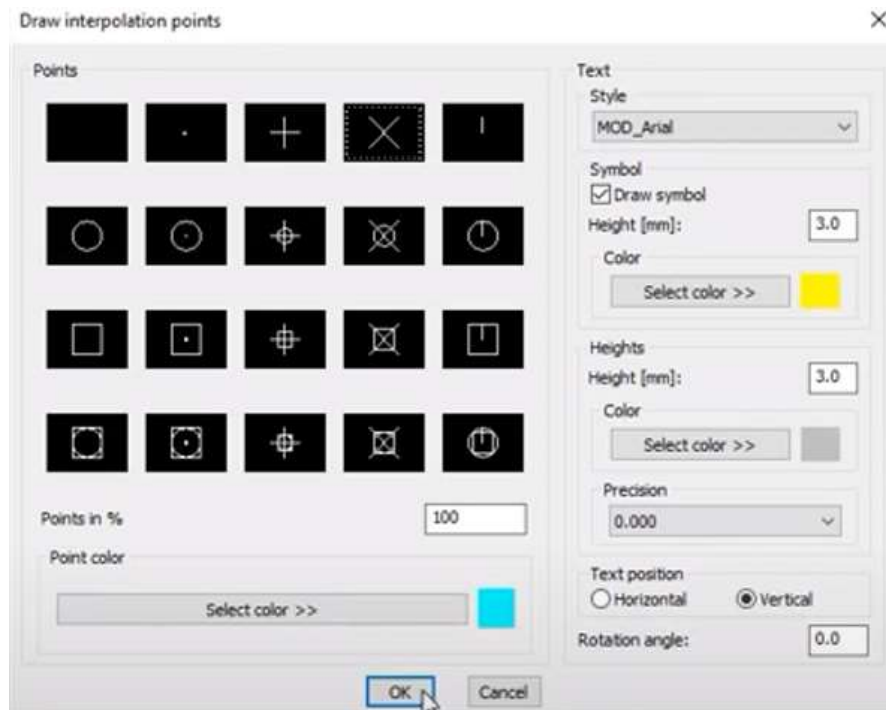 Draw interpolation points
Points
Points in %
100
Point color
Select color >>
Text
Style
MOD_Arial
Symbol
Draw symbol
Height [mm]:
3.0
Color
Select color >>
Heights
Height [mm]:
3.0
Color
Select color >>
Precision
0.000
Text position
Horizontal
Vertical
Rotation angle:
0.0
OK
Cancel